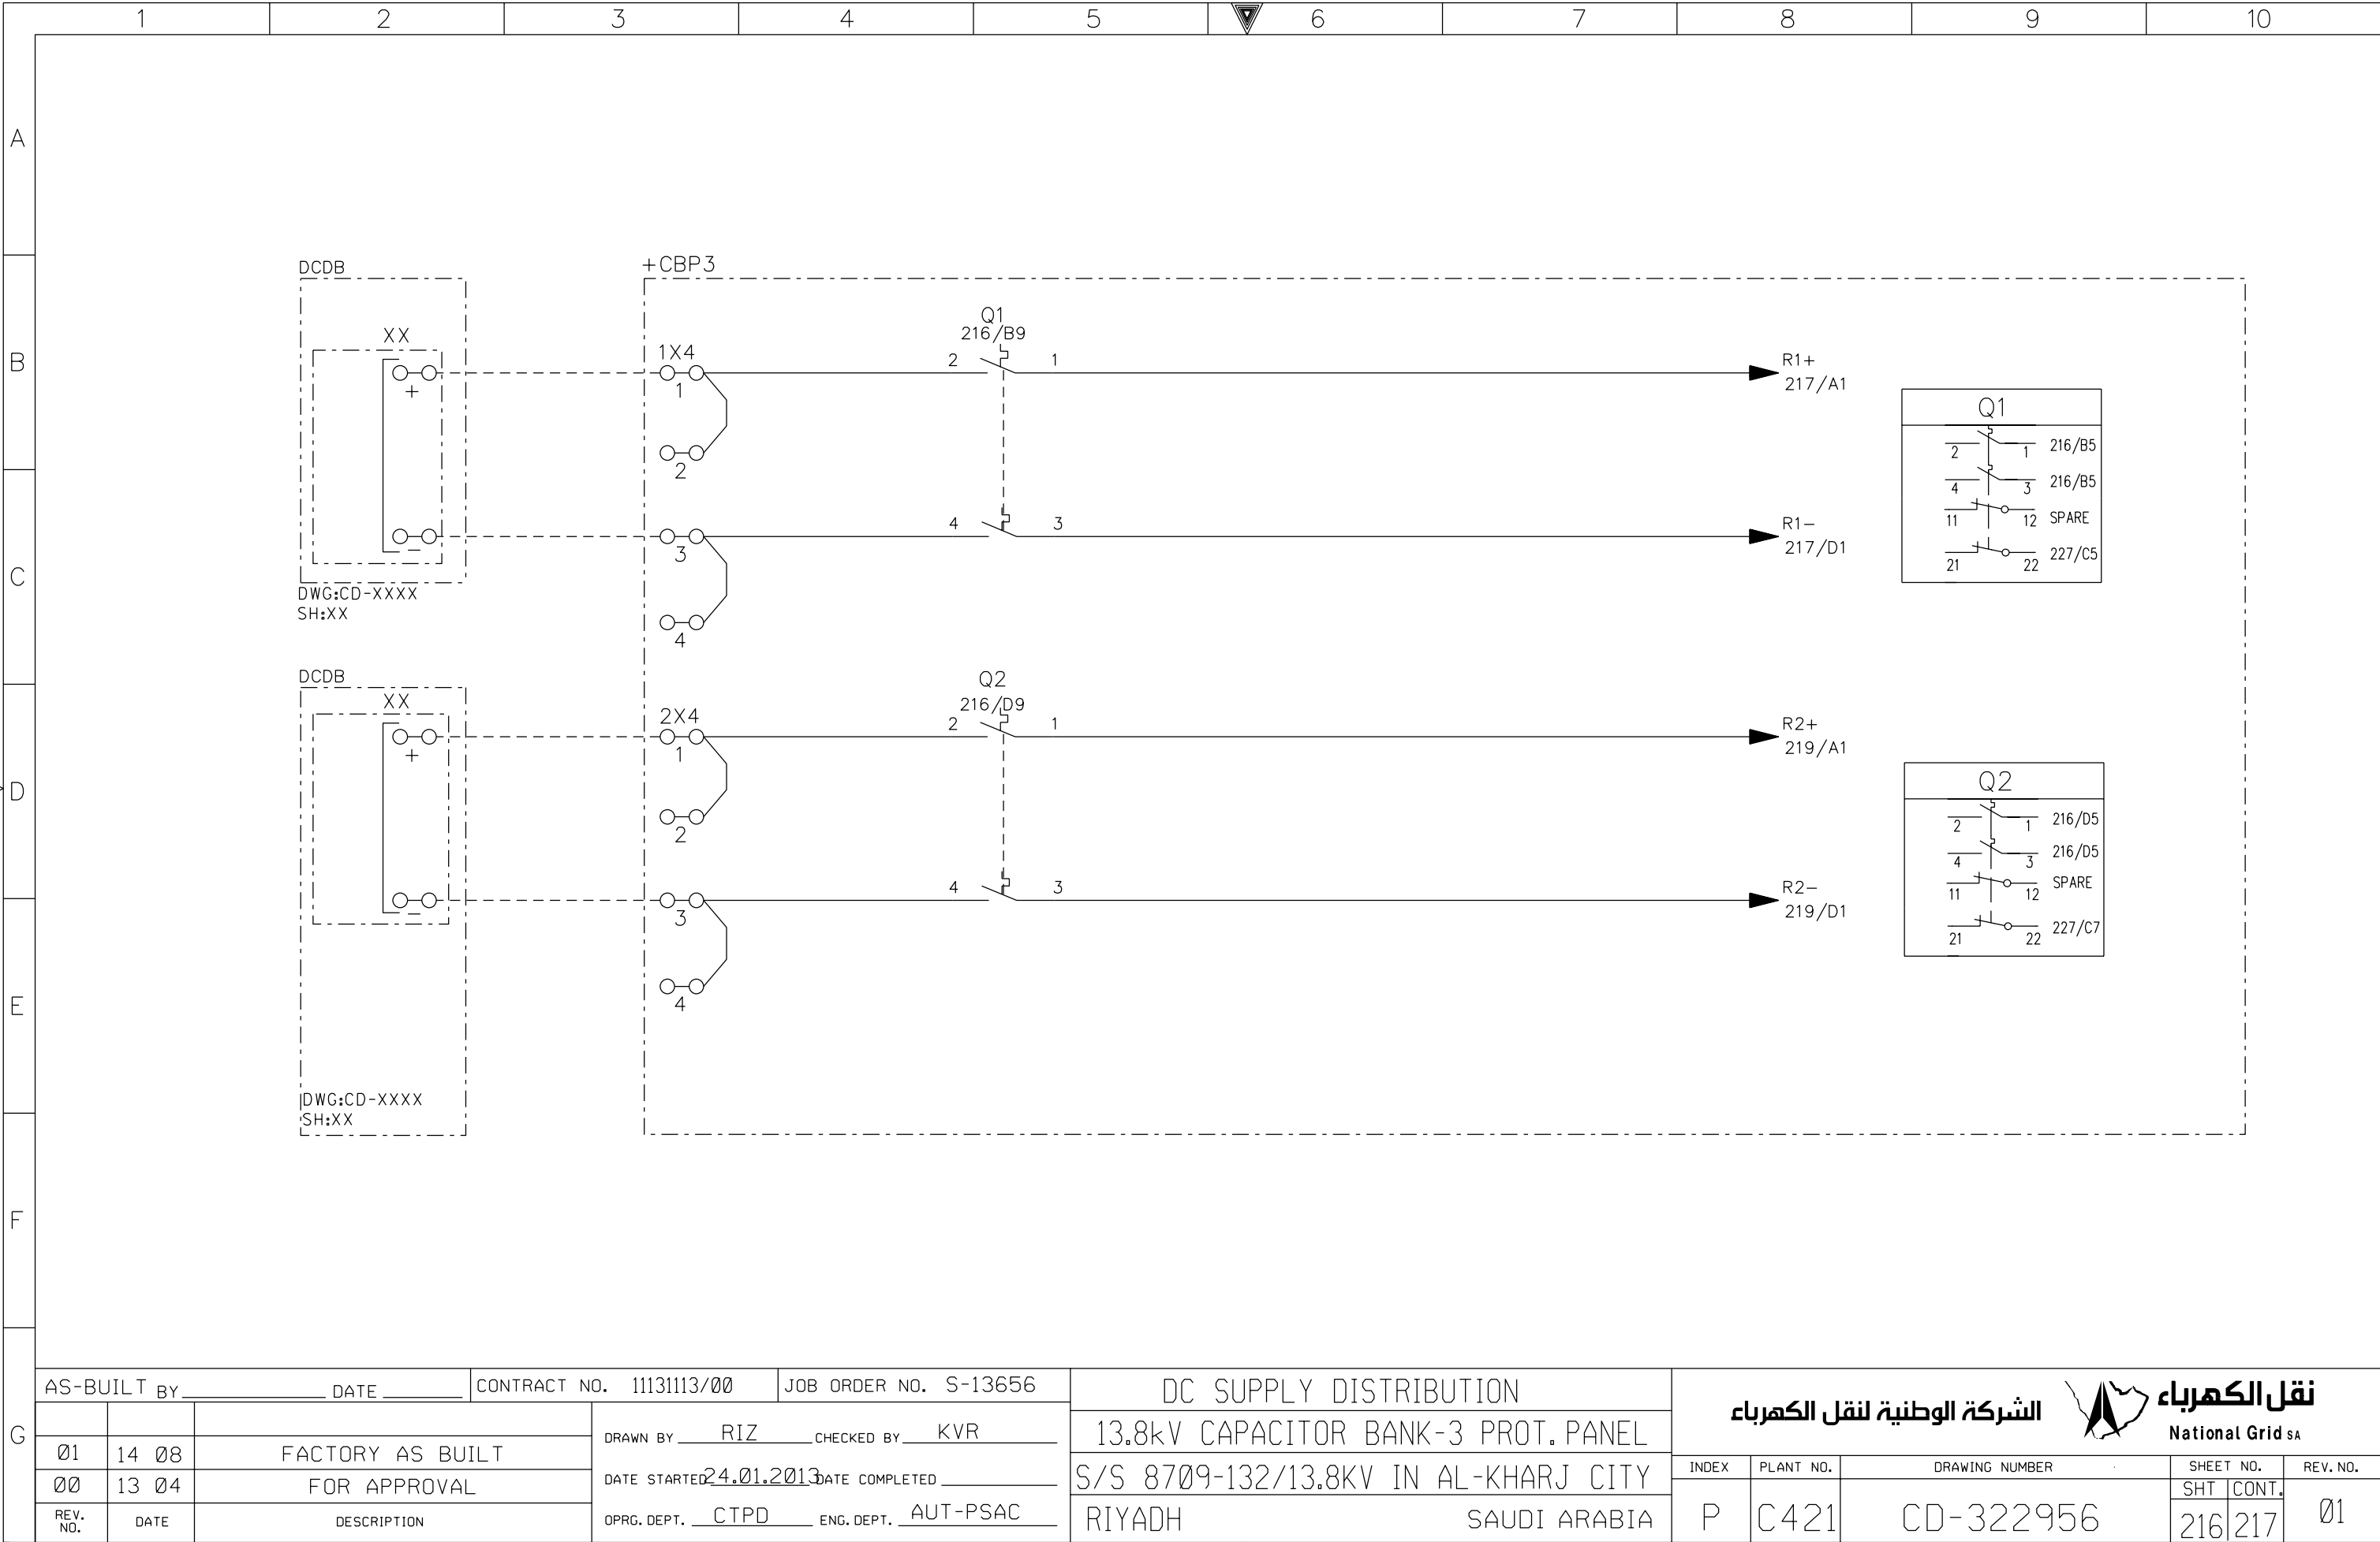 1 2 3 4 5 6 7 8 9 10
A
B
C
D
E
F
G
DCDB
XX
+
−
DWG:CD-XXXX
SH:XX
DCDB
XX
+
−
DWG:CD-XXXX
SH:XX
+CBP3
1X4
1
2
3
4
Q1
216/B9
2 1
4 3
R1+
217/A1
R1−
217/D1
2X4
1
2
3
4
Q2
216/D9
2 1
4 3
R2+
219/A1
R2−
219/D1
Q1
2 1 216/B5
4 3 216/B5
11 12 SPARE
21 22 227/C5
Q2
2 1 216/D5
4 3 216/D5
11 12 SPARE
21 22 227/C7
AS-BUILT BY DATE
CONTRACT NO. 11131113/00
JOB ORDER NO. S-13656
01 14 08 FACTORY AS BUILT
00 13 04 FOR APPROVAL
REV. NO. DATE DESCRIPTION
DRAWN BY RIZ CHECKED BY KVR
DATE STARTED 24.01.2013 DATE COMPLETED
OPRG. DEPT. CTPD ENG. DEPT. AUT-PSAC
DC SUPPLY DISTRIBUTION
13.8kV CAPACITOR BANK-3 PROT. PANEL
S/S 8709-132/13.8KV IN AL-KHARJ CITY
RIYADH SAUDI ARABIA
الشركة الوطنية لنقل الكهرباء
نقل الكهرباء
National Grid SA
INDEX PLANT NO. DRAWING NUMBER SHEET NO. REV. NO.
SHT CONT.
P C421 CD-322956 216 217 01